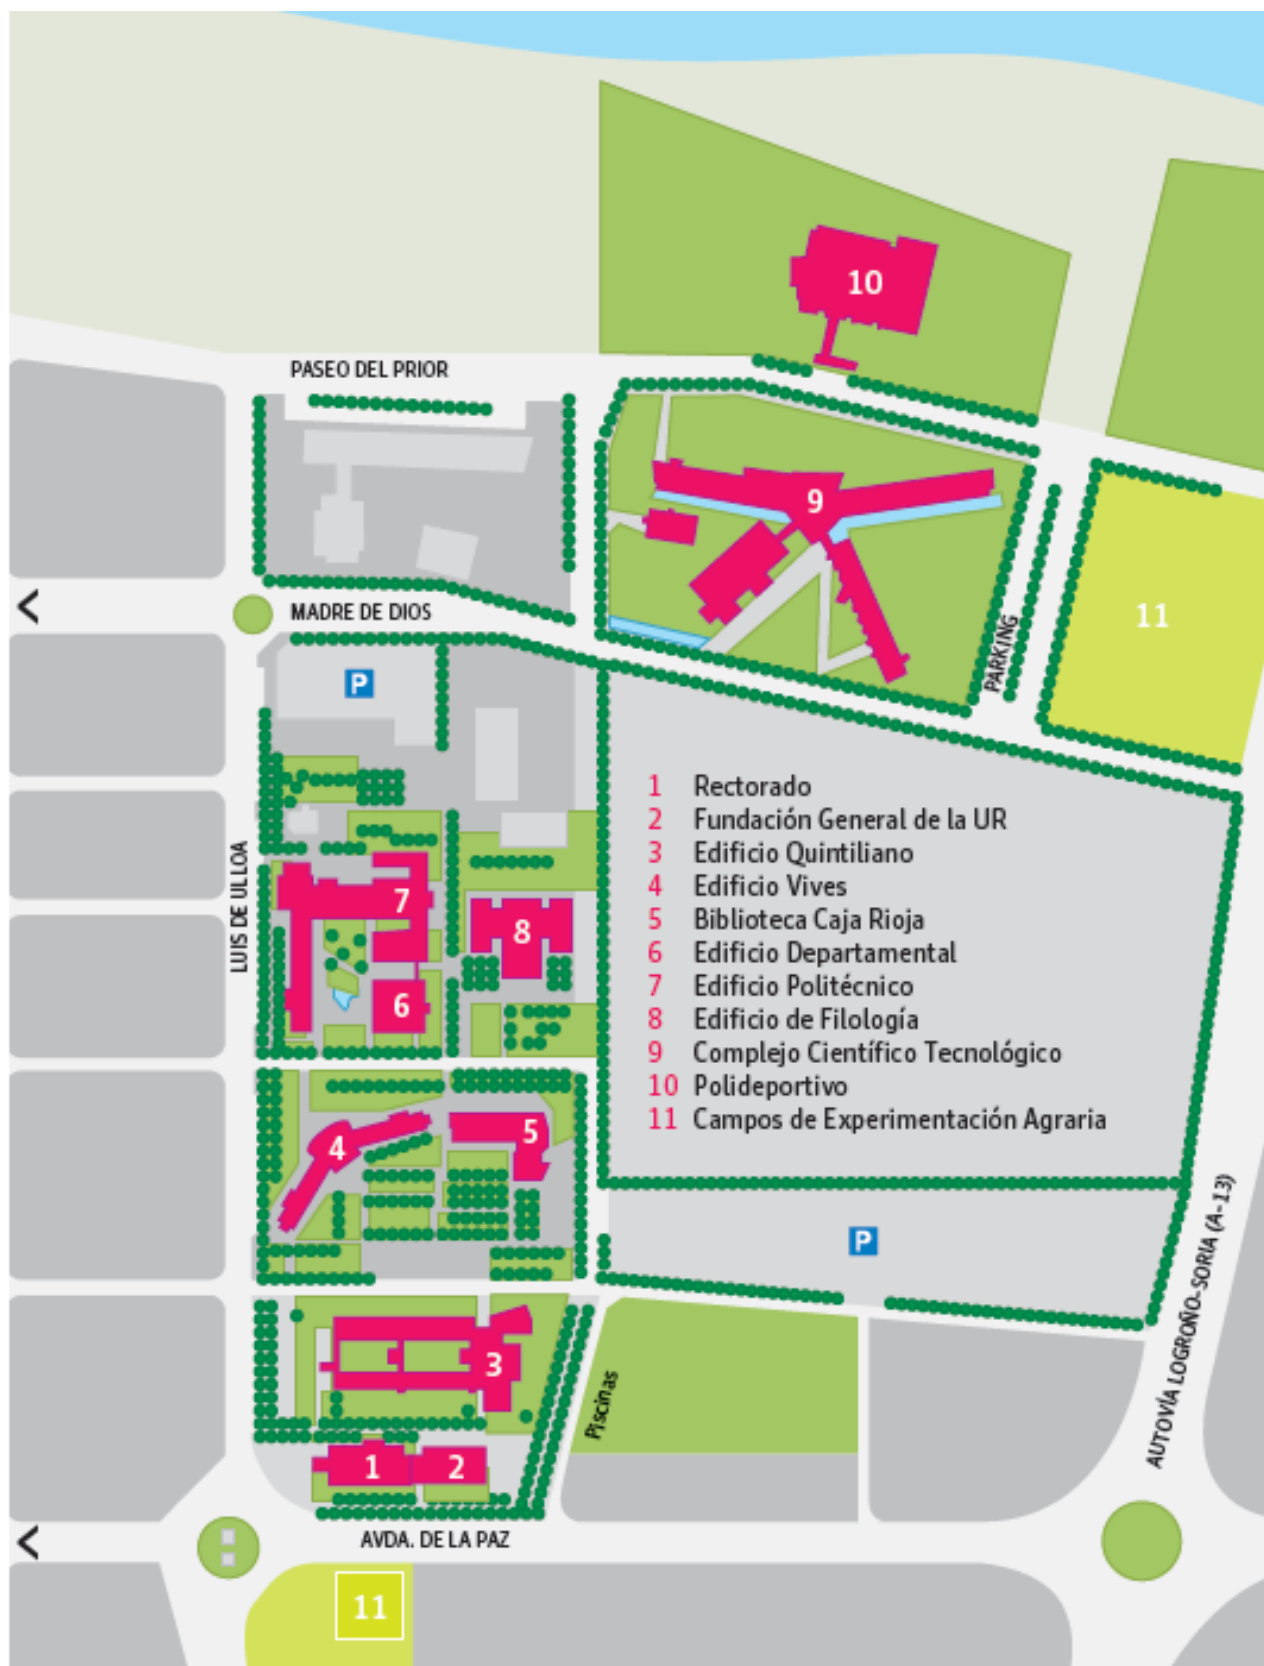 10
PASEO DEL PRIOR
9
MADRE DE DIOS
11
PARKING
P
1 Rectorado
2 Fundación General de la UR
3 Edificio Quintiliano
4 Edificio Vives
5 Biblioteca Caja Rioja
6 Edificio Departamental
7 Edificio Politécnico
8 Edificio de Filología
9 Complejo Científico Tecnológico
10 Polideportivo
11 Campos de Experimentación Agraria
LUIS DE ULLOA
7
8
6
5
4
P
AUTOVÍA LOGROÑO-SORIA (A-13)
3
Piscinas
1
2
AVDA. DE LA PAZ
11